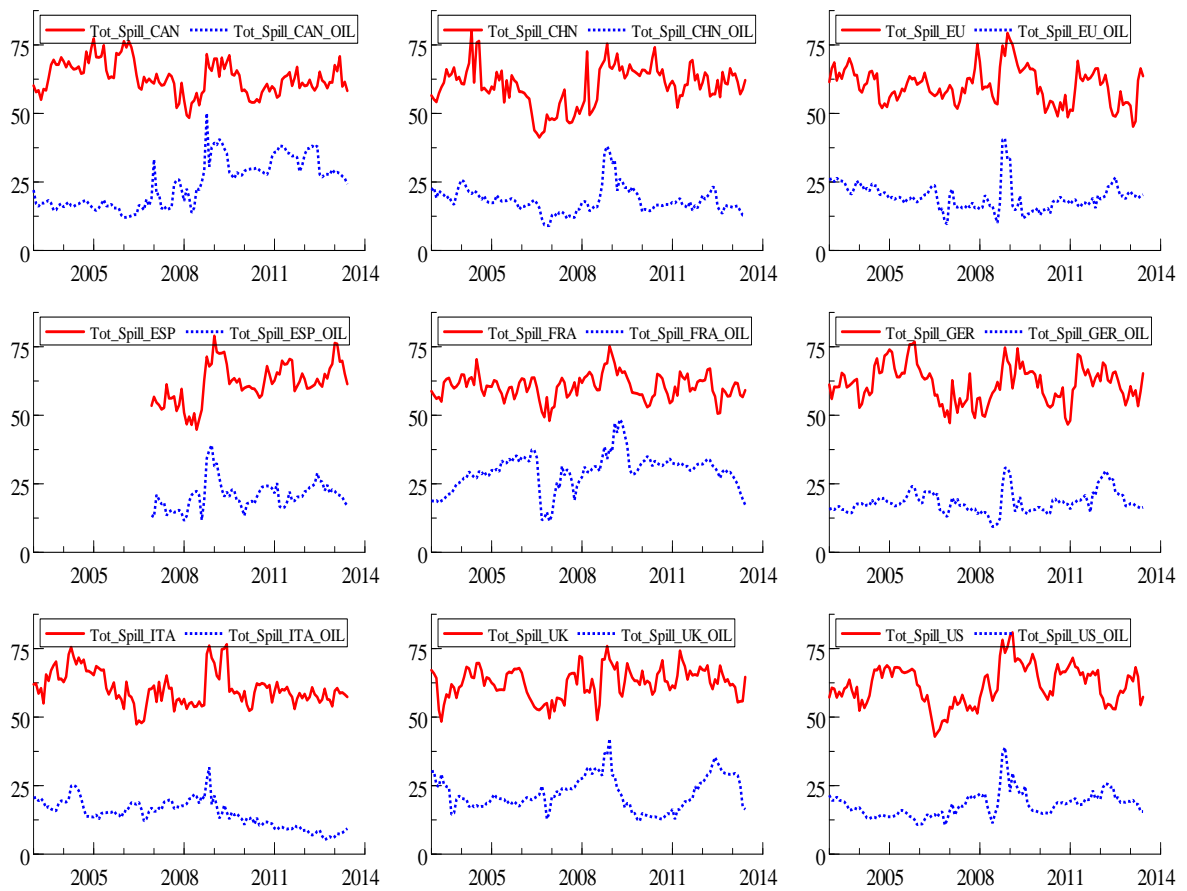 Tot_Spill_CAN Tot_Spill_CAN_OIL
75
50
25
0
2005 2008 2011 2014
Tot_Spill_CHN Tot_Spill_CHN_OIL
75
50
25
0
2005 2008 2011 2014
Tot_Spill_EU Tot_Spill_EU_OIL
75
50
25
0
2005 2008 2011 2014
Tot_Spill_ESP Tot_Spill_ESP_OIL
75
50
25
0
2005 2008 2011 2014
Tot_Spill_FRA Tot_Spill_FRA_OIL
75
50
25
0
2005 2008 2011 2014
Tot_Spill_GER Tot_Spill_GER_OIL
75
50
25
0
2005 2008 2011 2014
Tot_Spill_ITA Tot_Spill_ITA_OIL
75
50
25
0
2005 2008 2011 2014
Tot_Spill_UK Tot_Spill_UK_OIL
75
50
25
0
2005 2008 2011 2014
Tot_Spill_US Tot_Spill_US_OIL
75
50
25
0
2005 2008 2011 2014